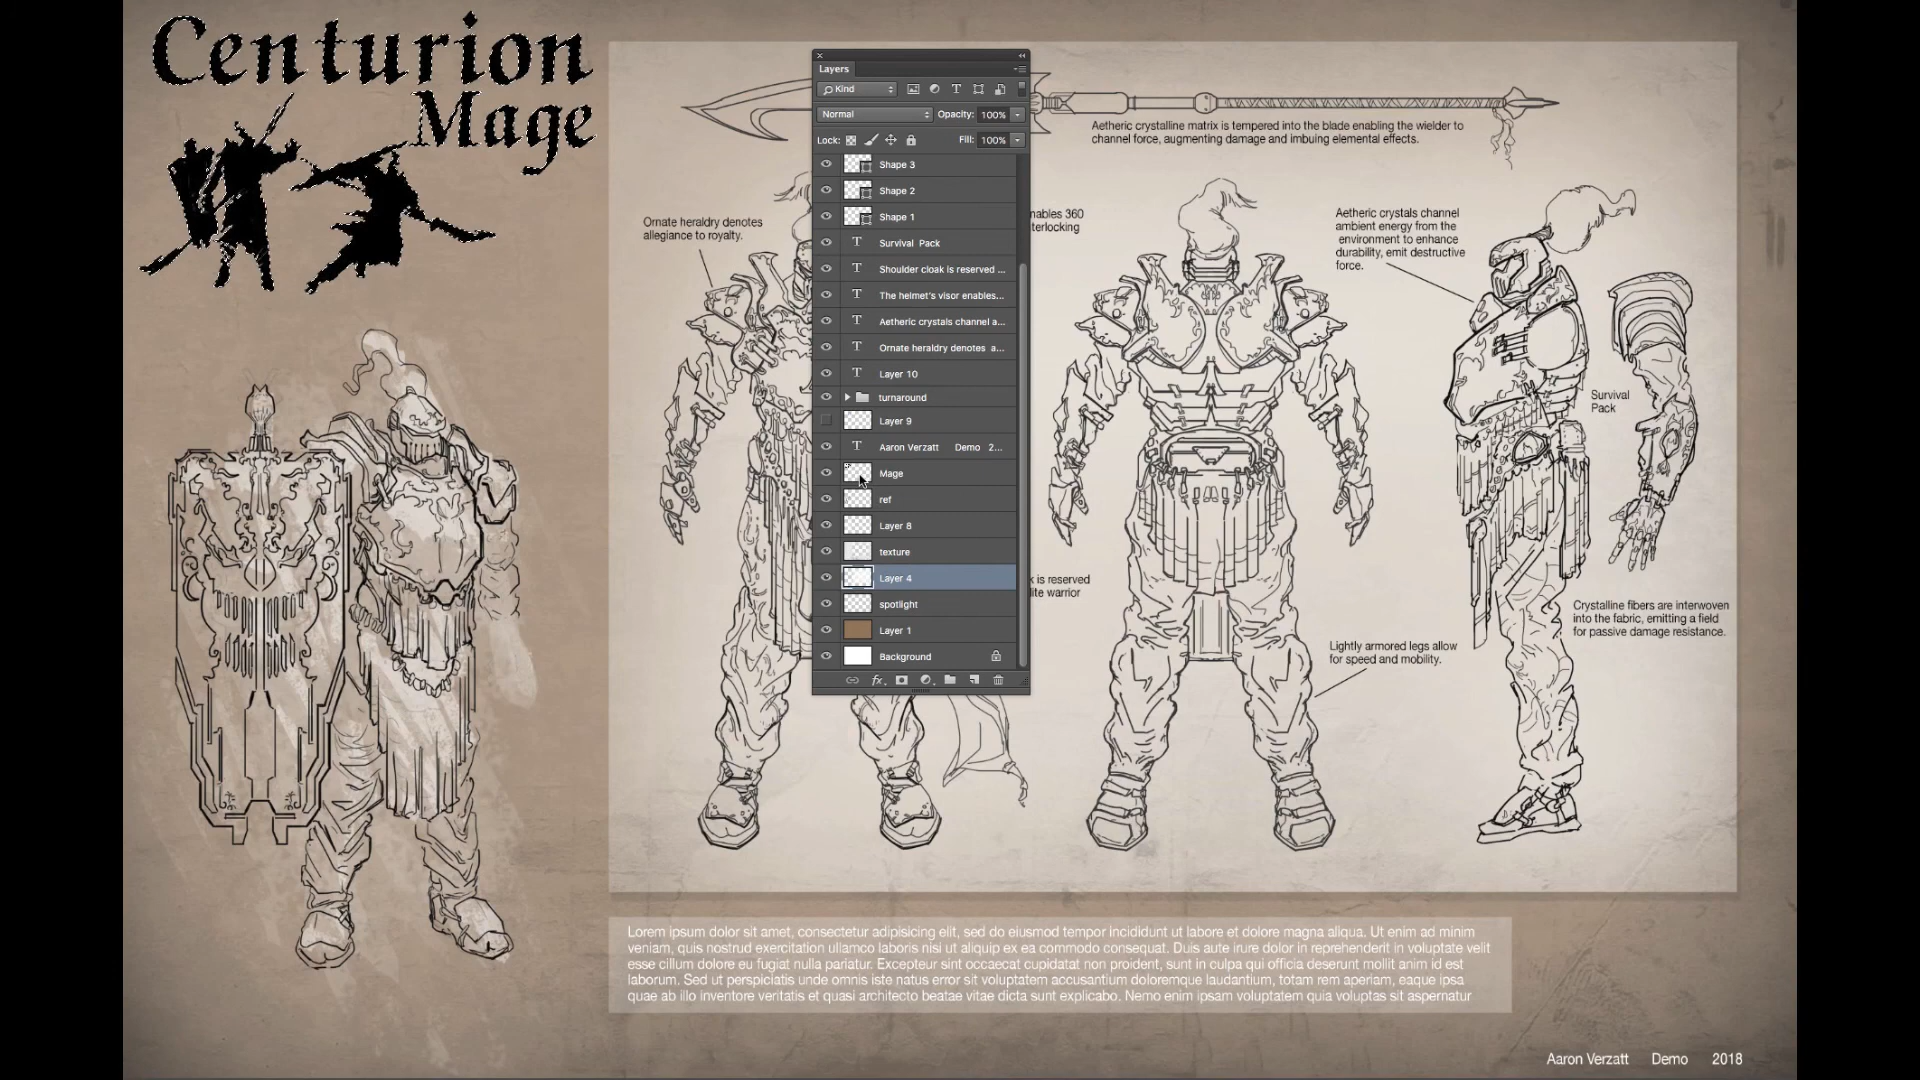 Centurion
Mage
Layers
Kind
Normal
Opacity: 100%
Lock:
Fill: 100%
Shape 3
Shape 2
Shape 1
Survival Pack
Shoulder cloak is reserved ...
The helmet's visor enables...
Aetheric crystals channel a...
Ornate heraldry denotes a...
Layer 10
turnaround
Layer 9
Aaron Verzatt Demo 2...
Mage
ref
Layer 8
texture
Layer 4
spotlight
Layer 1
Background
fx
Aetheric crystalline matrix is tempered into the blade enabling the wielder to
channel force, augmenting damage and imbuing elemental effects.
Ornate heraldry denotes
allegiance to royalty.
nables 360
terlocking
Aetheric crystals channel
ambient energy from the
environment to enhance
durability, emit destructive
force.
Survival
Pack
k is reserved
lite warrior
Crystalline fibers are interwoven
into the fabric, emitting a field
for passive damage resistance.
Lightly armored legs allow
for speed and mobility.
Lorem ipsum dolor sit amet, consectetur adipisicing elit, sed do eiusmod tempor incididunt ut labore et dolore magna aliqua. Ut enim ad minim
veniam, quis nostrud exercitation ullamco laboris nisi ut aliquip ex ea commodo consequat. Duis aute irure dolor in reprehenderit in voluptate velit
esse cillum dolore eu fugiat nulla pariatur. Excepteur sint occaecat cupidatat non proident, sunt in culpa qui officia deserunt mollit anim id est
laborum. Sed ut perspiciatis unde omnis iste natus error sit voluptatem accusantium doloremque laudantium, totam rem aperiam, eaque ipsa
quae ab illo inventore veritatis et quasi architecto beatae vitae dicta sunt explicabo. Nemo enim ipsam voluptatem quia voluptas sit aspernatur
Aaron Verzatt Demo 2018